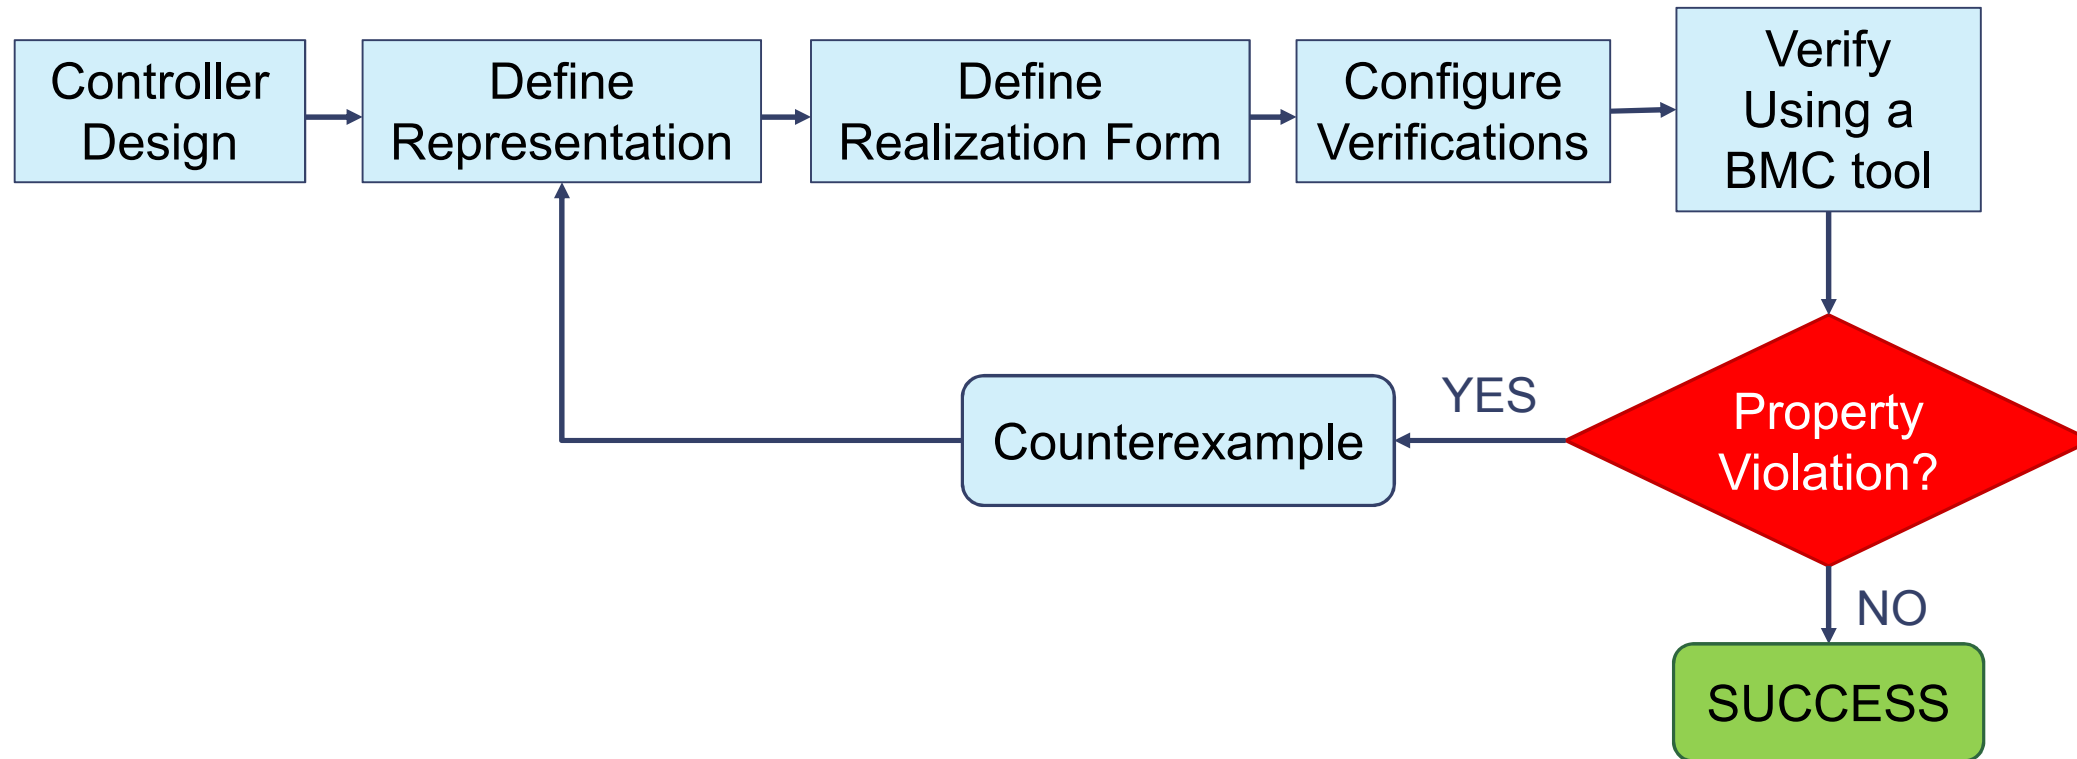 Controller
Design
Define
Representation
Define
Realization Form
Configure
Verifications
Verify
Using a
BMC tool
Counterexample
YES
Property
Violation?
NO
SUCCESS